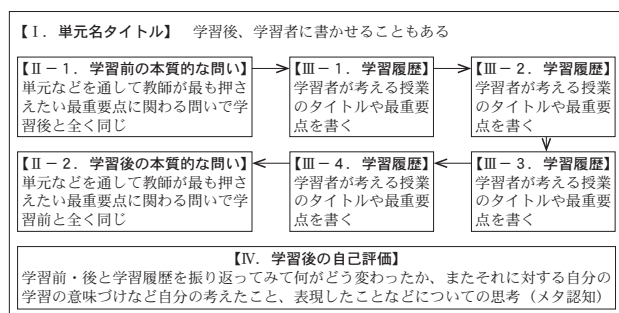 【Ⅰ．単元名タイトル】　学習後、学習者に書かせることもある
【Ⅱ－１．学習前の本質的な問い】
単元などを通して教師が最も押さ
えたい最重要点に関わる問いで学
習後と全く同じ
【Ⅲ－１．学習履歴】
学習者が考える授業
のタイトルや最重要
点を書く
【Ⅲ－２．学習履歴】
学習者が考える授業
のタイトルや最重要
点を書く
【Ⅲ－３．学習履歴】
学習者が考える授業
のタイトルや最重要
点を書く
【Ⅲ－４．学習履歴】
学習者が考える授業
のタイトルや最重要
点を書く
【Ⅱ－２．学習後の本質的な問い】
単元などを通して教師が最も押さ
えたい最重要点に関わる問いで学
習前と全く同じ
【Ⅳ．学習後の自己評価】
学習前・後と学習履歴を振り返ってみて何がどう変わったか、またそれに対する自分の
学習の意味づけなど自分の考えたこと、表現したことなどについての思考（メタ認知）